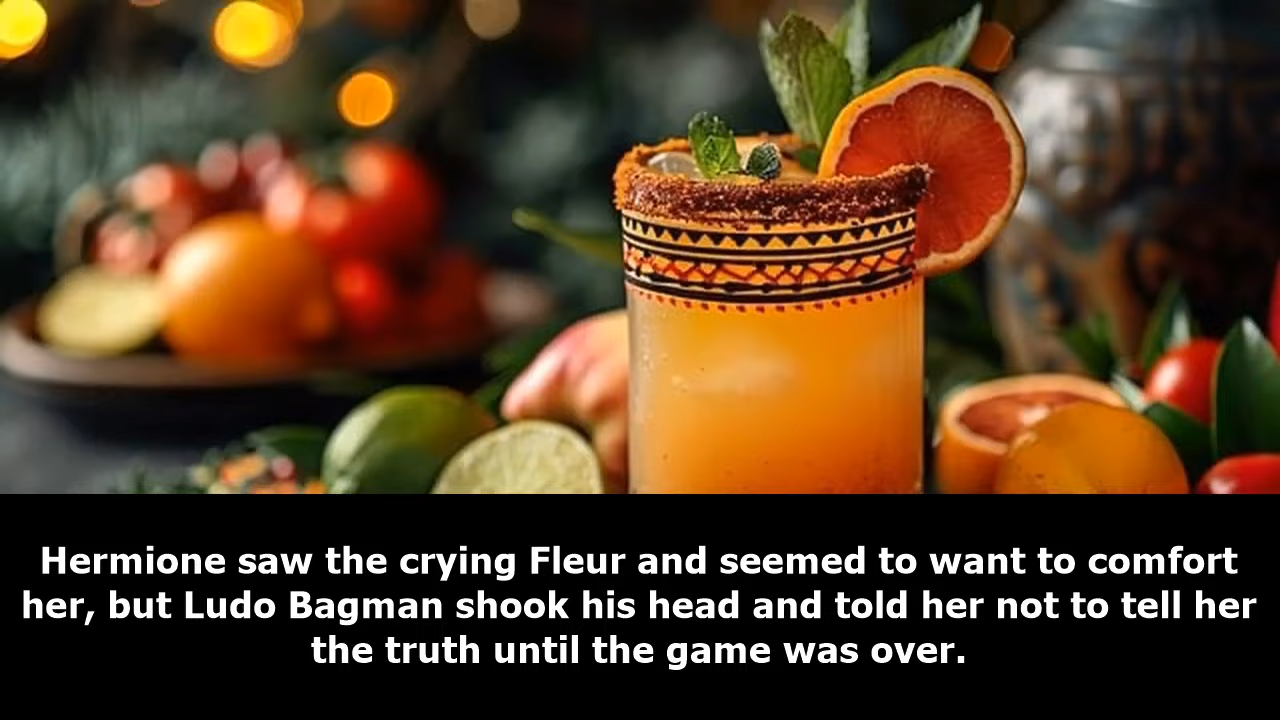 Hermione saw the crying Fleur and seemed to want to comfort
her, but Ludo Bagman shook his head and told her not to tell her
the truth until the game was over.